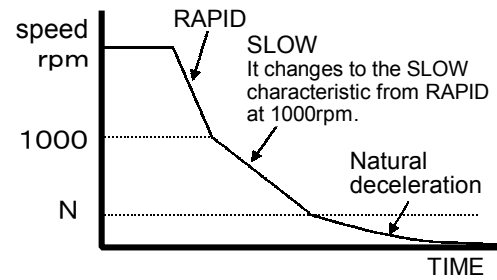 speed
rpm
RAPID
SLOW
It changes to the SLOW
characteristic from RAPID
at 1000rpm.
1000
Natural
deceleration
N
TIME